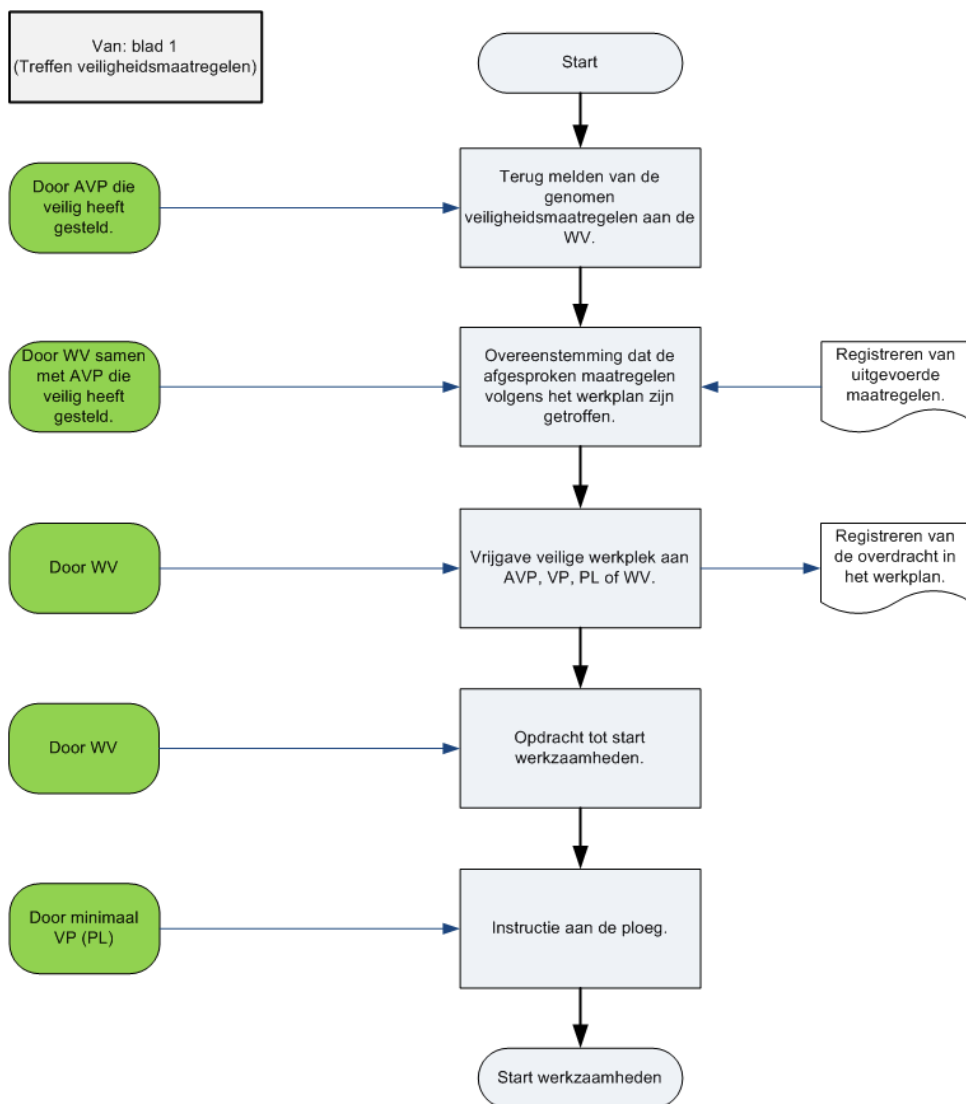 Van: blad 1
(Treffen veiligheidsmaatregelen)
Start
Door AVP die
veilig heeft
gesteld.
Terug melden van de
genomen
veiligheidsmaatregelen aan de
WV.
Door WV samen
met AVP die
veilig heeft
gesteld.
Overeenstemming dat de
afgesproken maatregelen
volgens het werkplan zijn
getroffen.
Registreren van
uitgevoerde
maatregelen.
Door WV
Vrijgave veilige werkplek aan
AVP, VP, PL of WV.
Registreren van
de overdracht in
het werkplan.
Door WV
Opdracht tot start
werkzaamheden.
Door minimaal
VP (PL)
Instructie aan de ploeg.
Start werkzaamheden